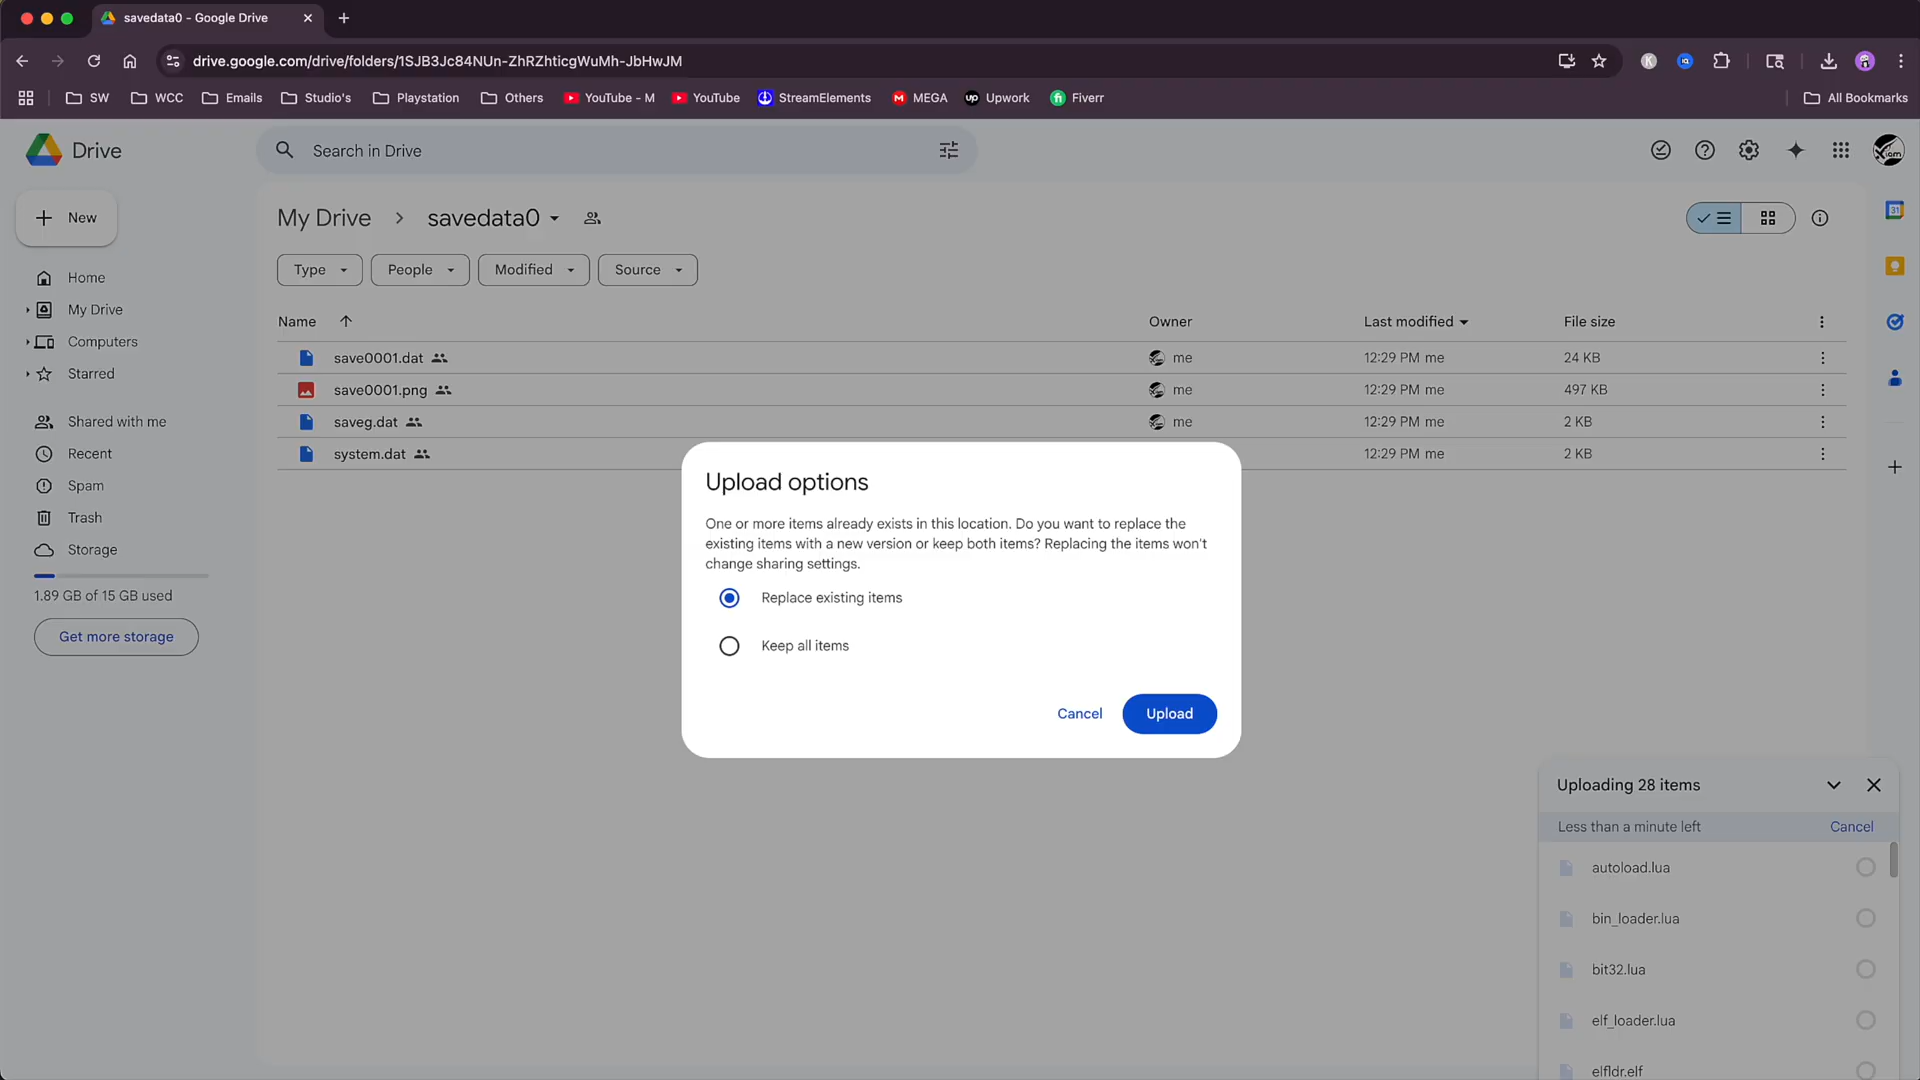 savedata0 - Google Drive
drive.google.com/drive/folders/1SJB3Jc84NUn-ZhRZhticgWuMh-JbHwJM
SW WCC Emails Studio's Playstation Others YouTube - M YouTube StreamElements MEGA Upwork Fiverr All Bookmarks
Drive
Search in Drive
New
My Drive > savedata0
Type People Modified Source
Home
My Drive
Computers
Starred
Shared with me
Recent
Spam
Trash
Storage
1.89 GB of 15 GB used
Get more storage
Name Owner Last modified File size
save0001.dat me 12:29 PM me 24 KB
save0001.png me 12:29 PM me 497 KB
saveg.dat me 12:29 PM me 2 KB
system.dat 12:29 PM me 2 KB
Upload options
One or more items already exists in this location. Do you want to replace the
existing items with a new version or keep both items? Replacing the items won't
change sharing settings.
Replace existing items
Keep all items
Cancel Upload
Uploading 28 items
Less than a minute left Cancel
autoload.lua
bin_loader.lua
bit32.lua
elf_loader.lua
elfldr.elf